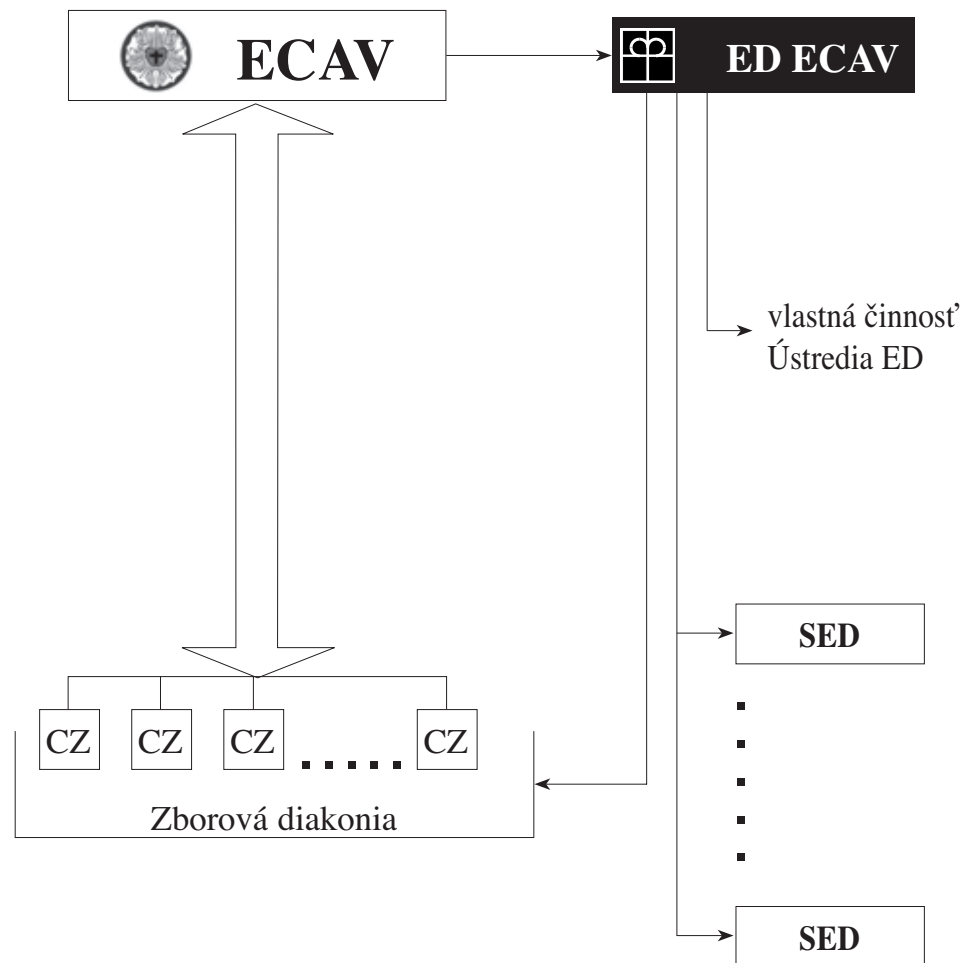 ECAV
ED ECAV
vlastná činnosť
Ústredia ED
SED
CZ CZ CZ CZ
Zborová diakonia
SED